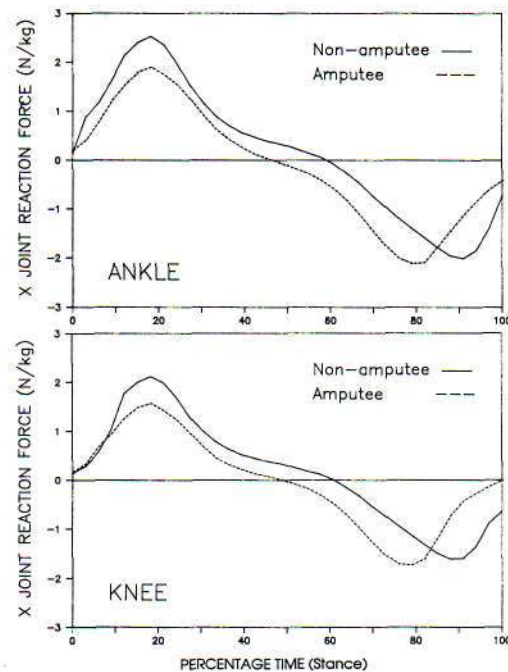 X JOINT REACTION FORCE (N/kg)
3
2
1
0
-1
-2
-3
Non-amputee
Amputee
ANKLE
0 20 40 60 80 100
X JOINT REACTION FORCE (N/kg)
3
2
1
0
-1
-2
-3
Non-amputee
Amputee
KNEE
0 20 40 60 80 100
PERCENTAGE TIME (Stance)